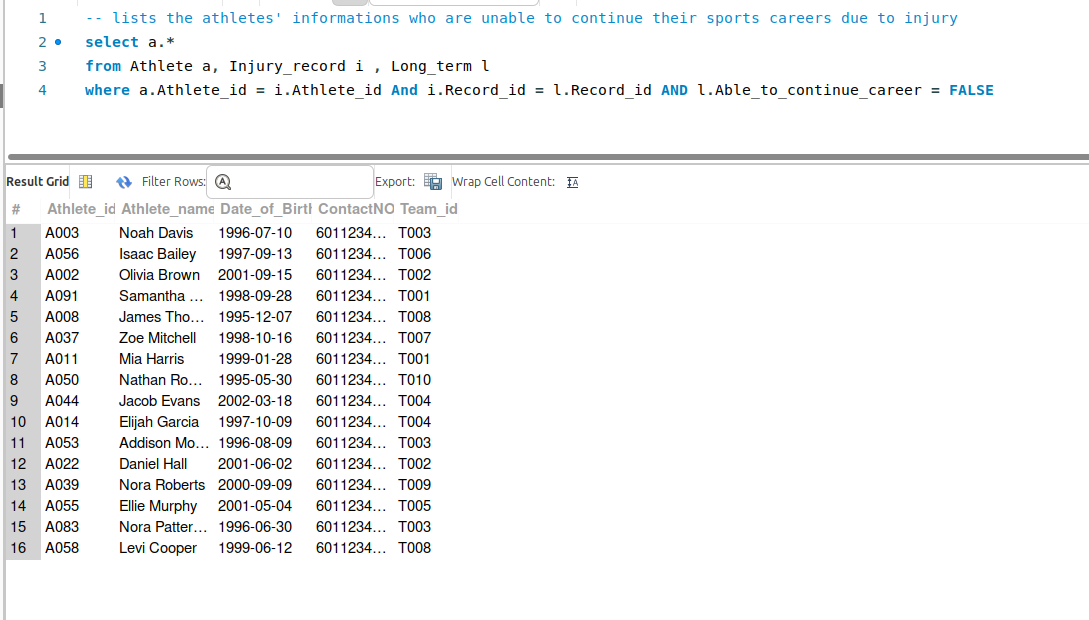 1 -- lists the athletes' informations who are unable to continue their sports careers due to injury
2 select a.*
3 from Athlete a, Injury_record i , Long_term l
4 where a.Athlete_id = i.Athlete_id And i.Record_id = l.Record_id AND l.Able_to_continue_career = FALSE
Result Grid Filter Rows: Export: Wrap Cell Content: IA
# Athlete_id Athlete_name Date_of_Birth ContactNO Team_id
1 A003 Noah Davis 1996-07-10 6011234... T003
2 A056 Isaac Bailey 1997-09-13 6011234... T006
3 A002 Olivia Brown 2001-09-15 6011234... T002
4 A091 Samantha ... 1998-09-28 6011234... T001
5 A008 James Tho... 1995-12-07 6011234... T008
6 A037 Zoe Mitchell 1998-10-16 6011234... T007
7 A011 Mia Harris 1999-01-28 6011234... T001
8 A050 Nathan Ro... 1995-05-30 6011234... T010
9 A044 Jacob Evans 2002-03-18 6011234... T004
10 A014 Elijah Garcia 1997-10-09 6011234... T004
11 A053 Addison Mo... 1996-08-09 6011234... T003
12 A022 Daniel Hall 2001-06-02 6011234... T002
13 A039 Nora Roberts 2000-09-09 6011234... T009
14 A055 Ellie Murphy 2001-05-04 6011234... T005
15 A083 Nora Patter... 1996-06-30 6011234... T003
16 A058 Levi Cooper 1999-06-12 6011234... T008